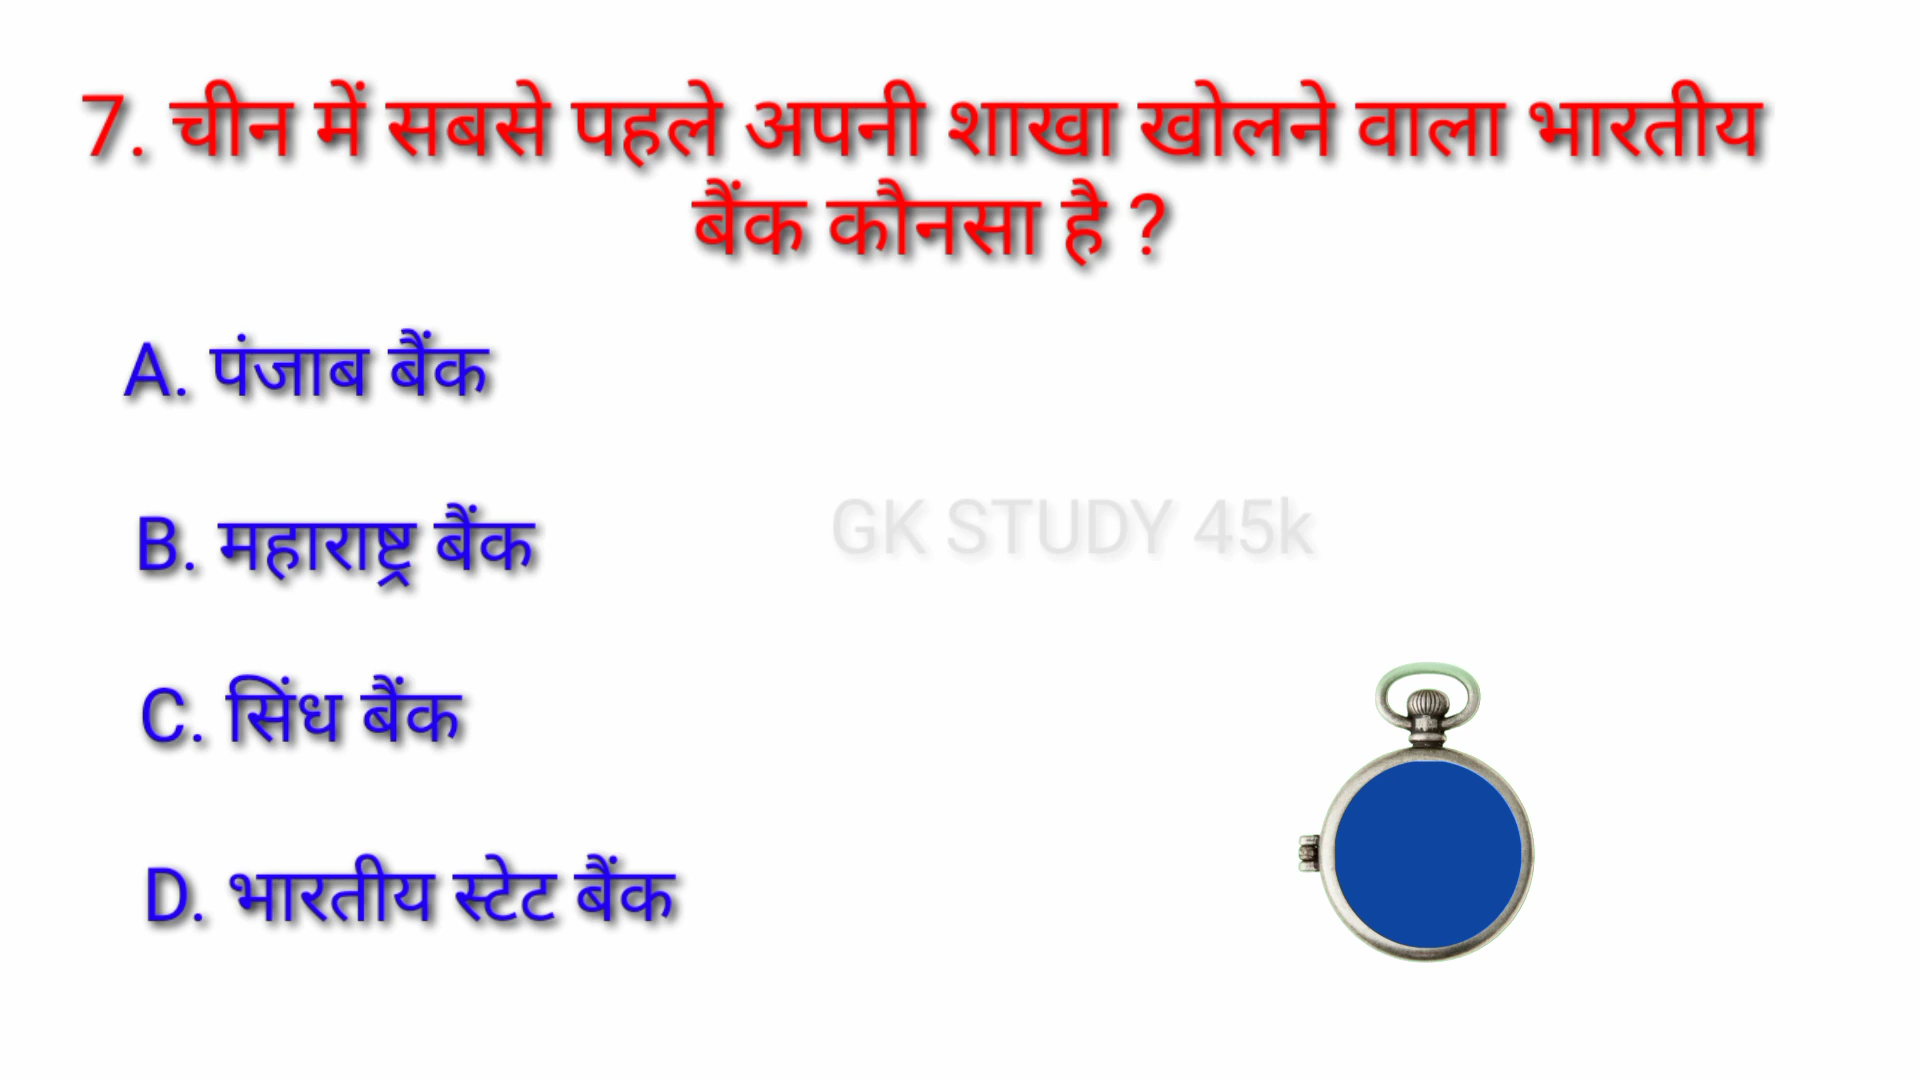 7. चीन में सबसे पहले अपनी शाखा खोलने वाला भारतीय
बैंक कौनसा है ?
A. पंजाब बैंक
B. महाराष्ट्र बैंक
GK STUDY 45k
C. सिंध बैंक
D. भारतीय स्टेट बैंक